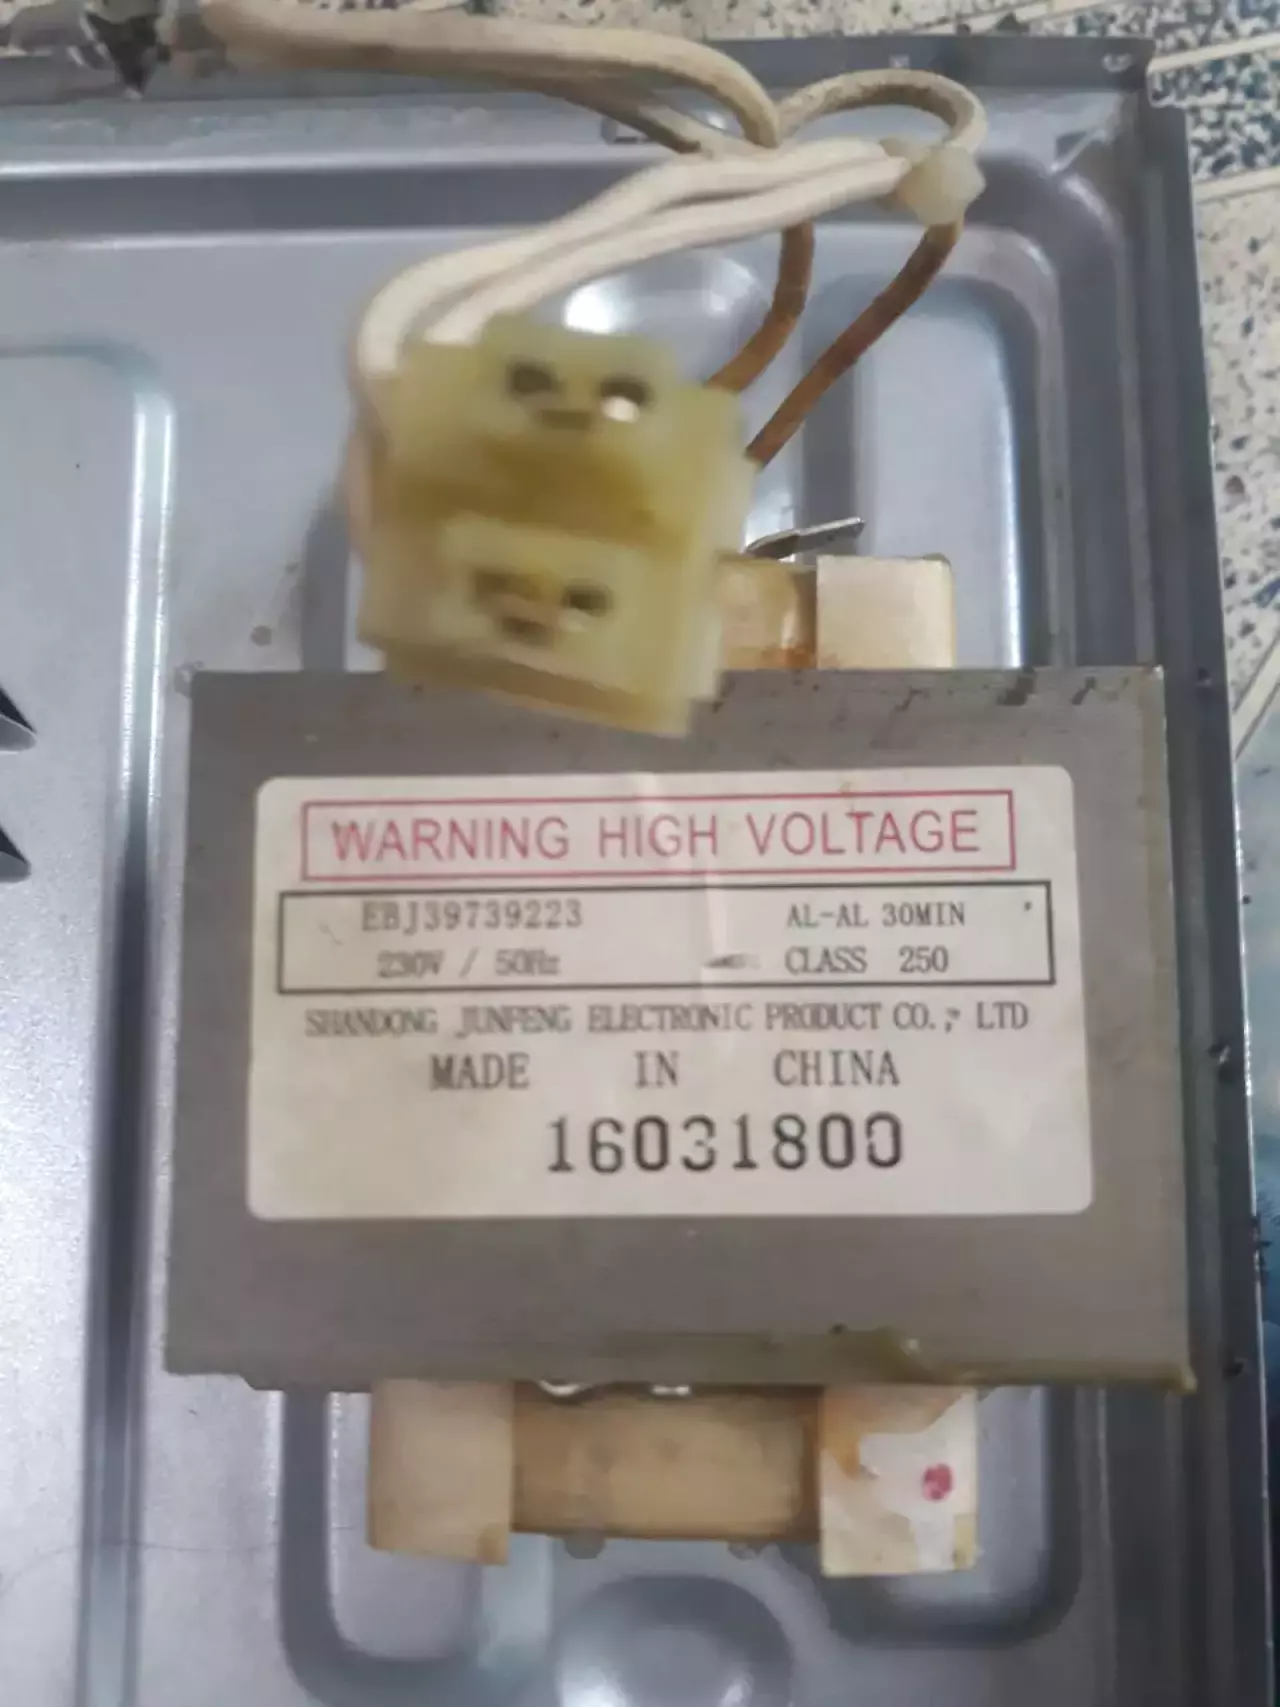 WARNING HIGH VOLTAGE
EBJ39739223 AL-AL 30MIN
230V / 50Hz CLASS 250
SHANDONG JUNFENG ELECTRONIC PRODUCT CO.,LTD
MADE IN CHINA
16031800